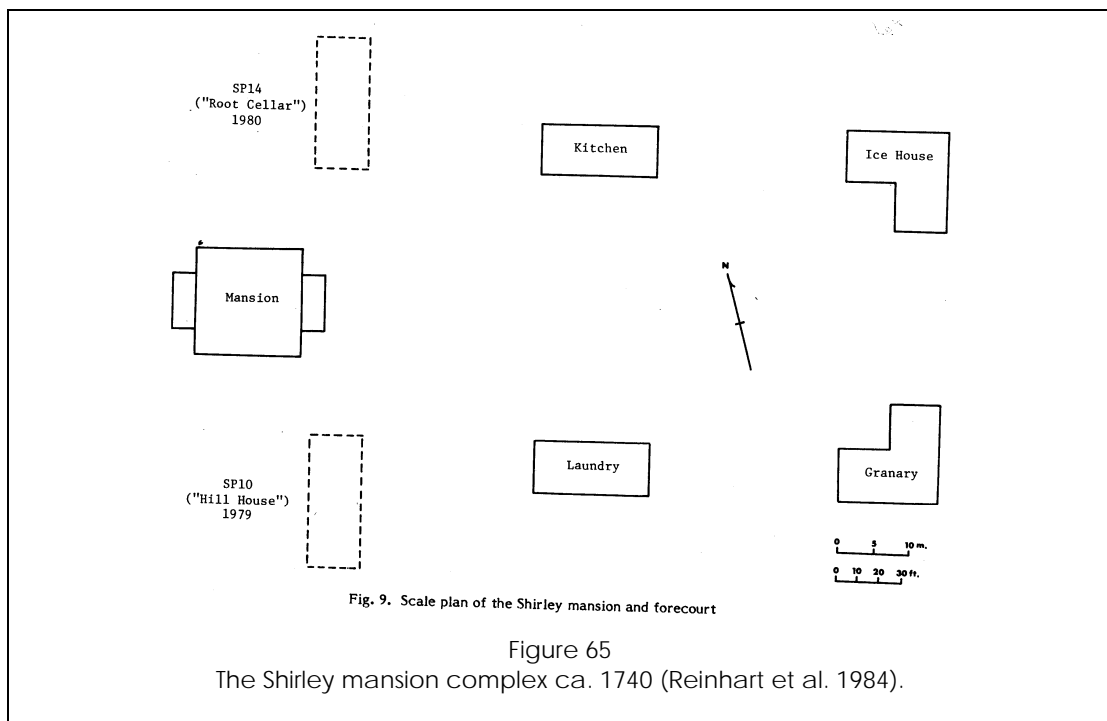 SP14
("Root Cellar")
1980
Kitchen
Ice House
Mansion
N
SP10
("Hill House")
1979
Laundry
Granary
0 5 10 m.
0 10 20 30 ft.
Fig. 9. Scale plan of the Shirley mansion and forecourt
Figure 65
The Shirley mansion complex ca. 1740 (Reinhart et al. 1984).